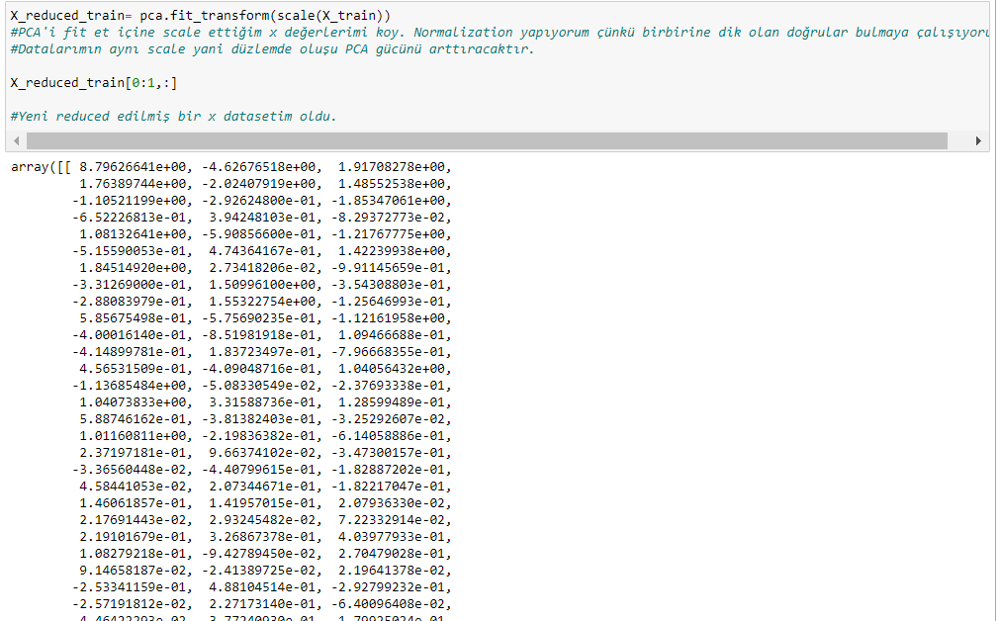 X_reduced_train= pca.fit_transform(scale(X_train))
#PCA'i fit et içine scale ettiğim x değerlerimi koy. Normalization yapıyorum çünkü birbirine dik olan doğrular bulmaya
#Datalarımın aynı scale yani düzlemde oluşu PCA gücünü arttıracaktır.
X_reduced_train[0:1,:]
#Yeni reduced edilmiş bir x datasetim oldu.
array([[ 8.79626641e+00, -4.62676518e+00, 1.91708278e+00,
1.76389744e+00, -2.02407919e+00, 1.48552538e+00,
-1.10521199e+00, -2.92624800e-01, -1.85347061e+00,
-6.52226813e-01, 3.94248103e-01, -8.29372773e-02,
1.08132641e+00, -5.90856600e-01, -1.21767775e+00,
-5.15590053e-01, 4.74364167e-01, 1.42239938e+00,
1.84514920e+00, 2.73418206e-02, -9.91145659e-01,
-3.31269000e-01, 1.50996100e+00, -3.54308803e-01,
-2.88083979e-01, 1.55322754e+00, -1.25646993e-01,
5.85675498e-01, -5.75690235e-01, -1.12161958e+00,
-4.00016140e-01, -8.51981918e-01, 1.09466688e-01,
-4.14899781e-01, 1.83723497e-01, -7.96668355e-01,
4.56531509e-01, -4.09048716e-01, 1.04056432e+00,
-1.13685484e+00, -5.08330549e-02, -2.37693338e-01,
1.04073833e+00, 3.31588736e-01, 1.28599489e-01,
5.88746162e-01, -3.81382403e-01, -3.25292607e-02,
1.01160811e+00, -2.19836382e-01, -6.14058886e-01,
2.37197181e-01, 9.66374102e-02, -3.47300157e-01,
-3.36560448e-02, -4.40799615e-01, -1.82887202e-01,
4.58441053e-02, 2.07344671e-01, -1.82217047e-01,
1.46061857e-01, 1.41957015e-01, 2.07936330e-02,
2.17691443e-02, 2.93245482e-02, 7.22332914e-02,
2.19101679e-01, 3.26867378e-01, 4.03977933e-01,
1.08279218e-01, -9.42789450e-02, 2.70479028e-01,
9.14658187e-02, -2.41389725e-02, 2.19641378e-02,
-2.53341159e-01, 4.88104514e-01, -2.92799232e-01,
-2.57191812e-02, 2.27173140e-01, -6.40096408e-02,